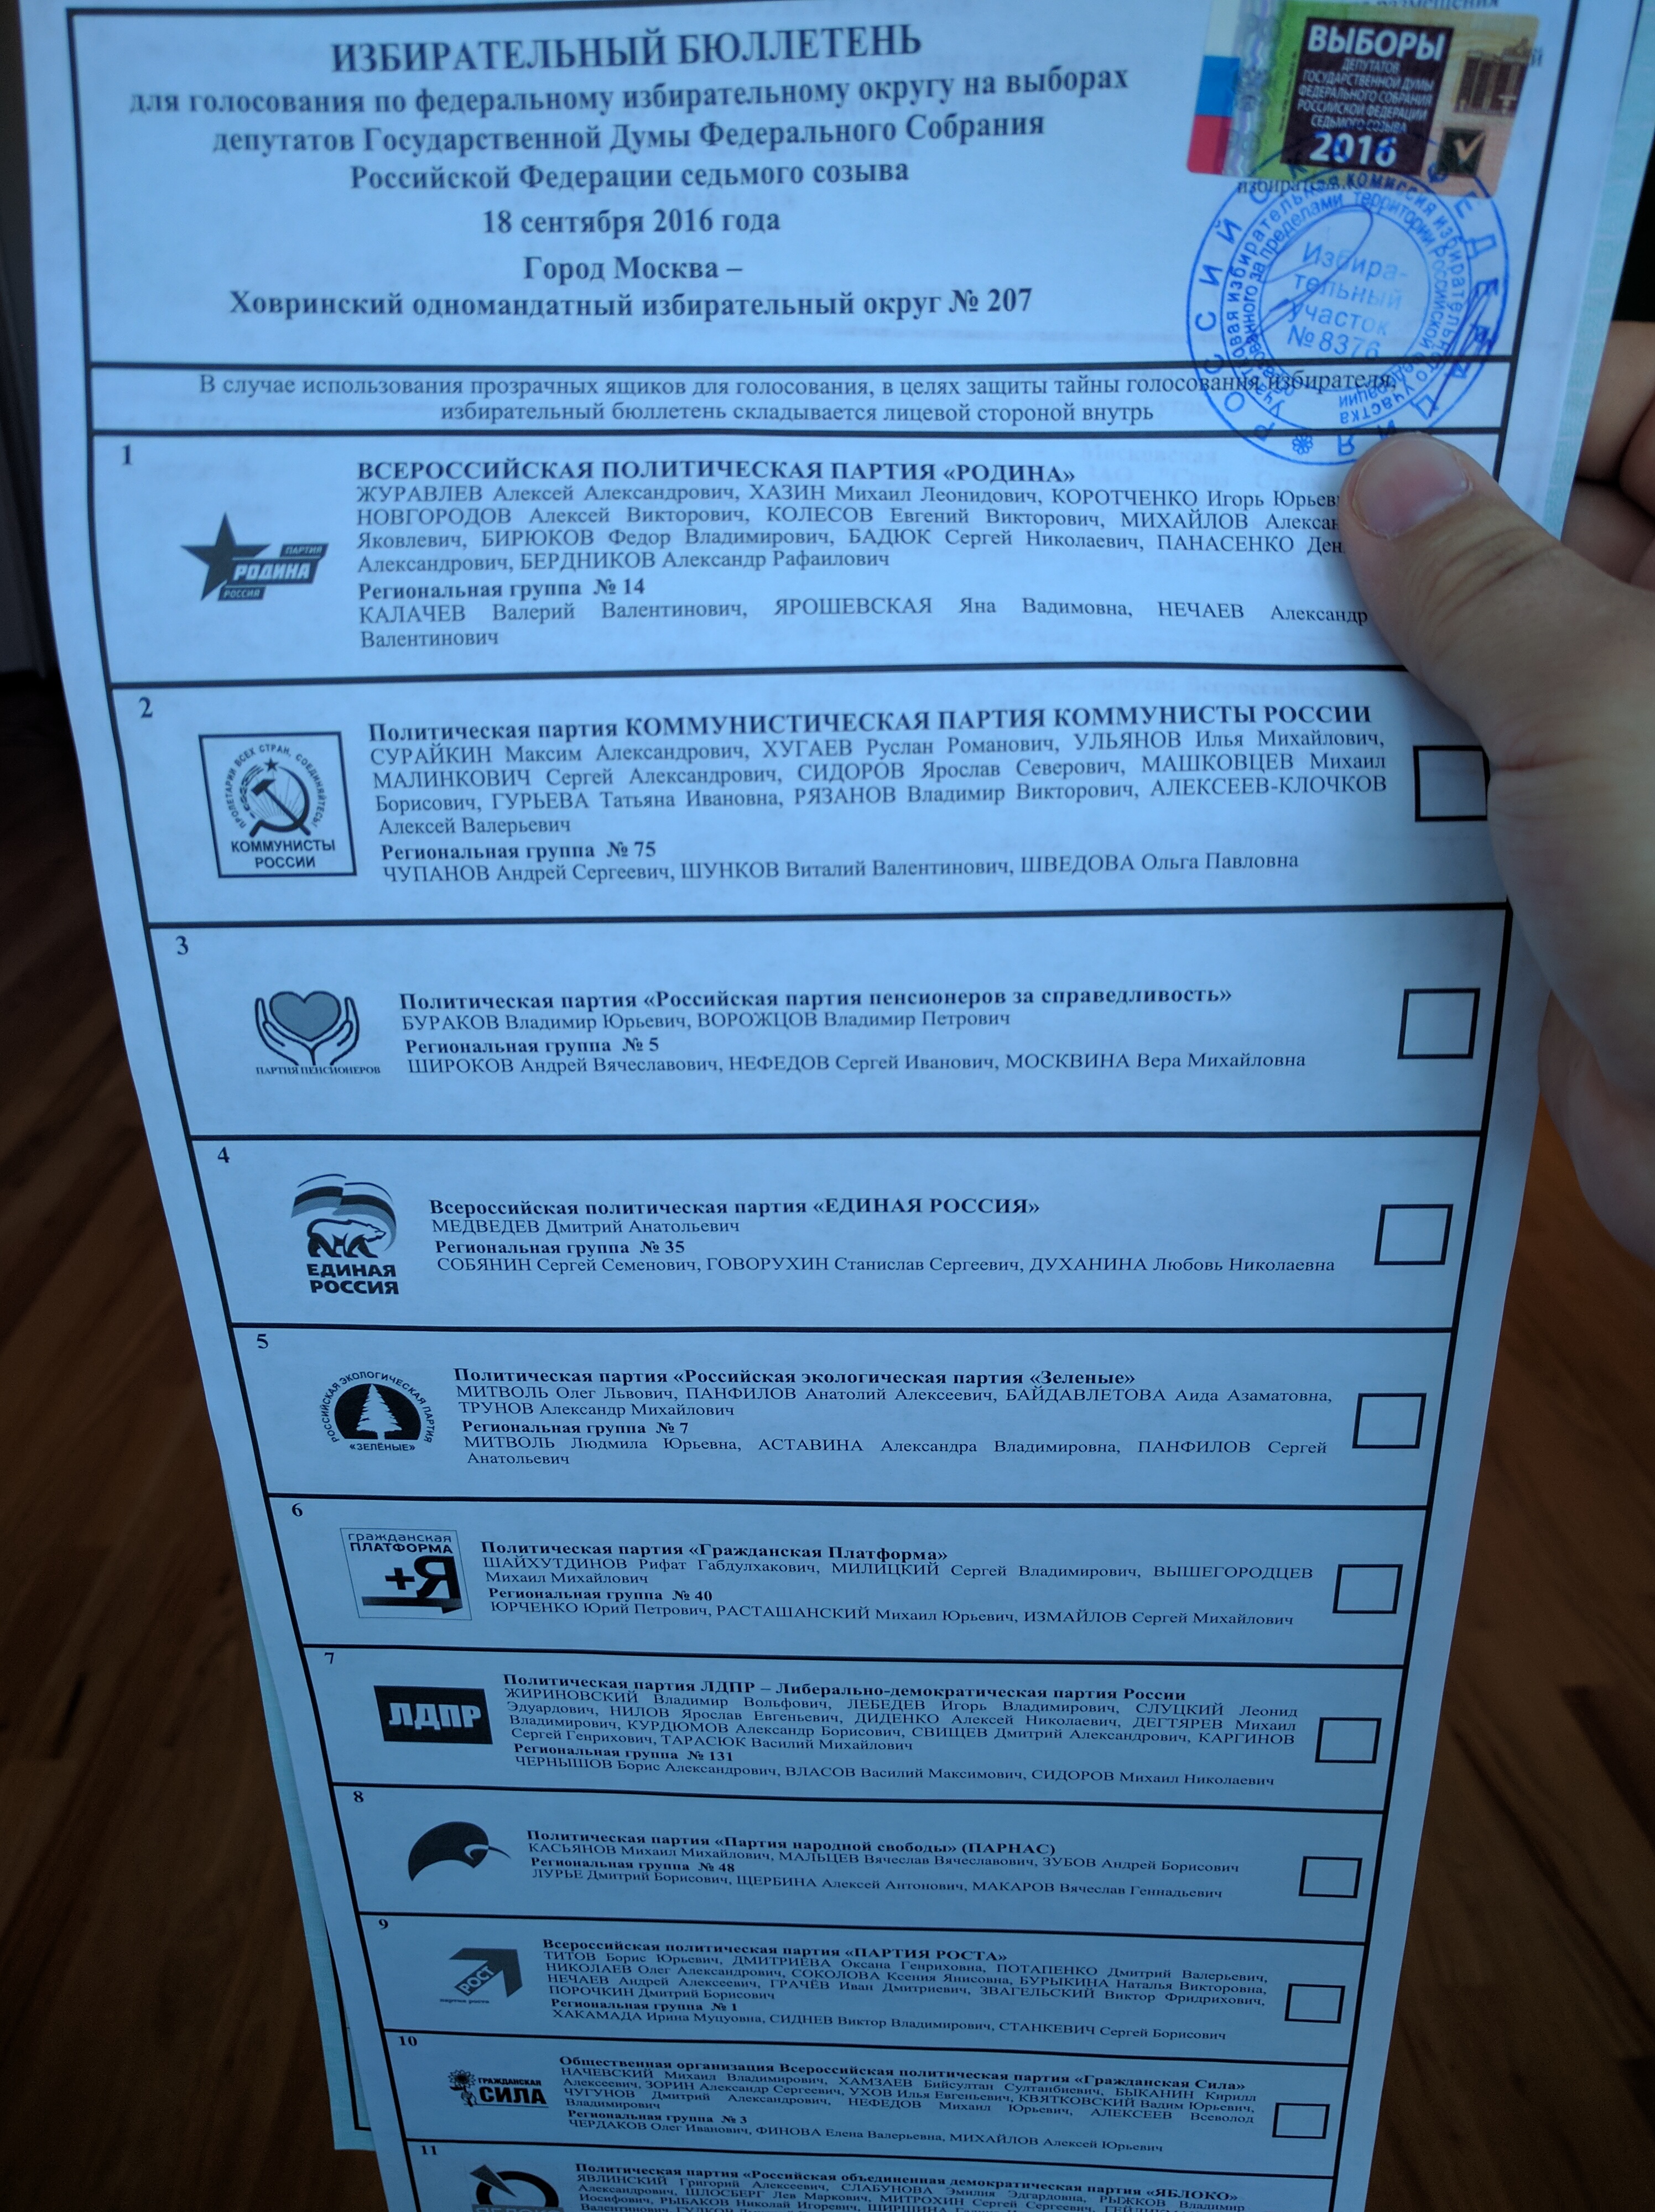 ИЗБИРАТЕЛЬНЫЙ БЮЛЛЕТЕНЬ
для голосования по федеральному избирательному округу на выборах
депутатов Государственной Думы Федерального Собрания
Российской Федерации седьмого созыва
18 сентября 2016 года
Город Москва –
Ховринский одномандатный избирательный округ № 207
ВЫБОРЫ
ДЕПУТАТОВ
ГОСУДАРСТВЕННОЙ ДУМЫ
ФЕДЕРАЛЬНОГО СОБРАНИЯ
РОССИЙСКОЙ ФЕДЕРАЦИИ
СЕДЬМОГО СОЗЫВА
2016
РОССИЙСКАЯ ФЕДЕРАЦИЯ
Избира-
тельный
участок
№ 8376
В случае использования прозрачных ящиков для голосования, в целях защиты тайны голосования избирателя,
избирательный бюллетень складывается лицевой стороной внутрь
1
ПАРТИЯ
РОДИНА
РОССИЯ
ВСЕРОССИЙСКАЯ ПОЛИТИЧЕСКАЯ ПАРТИЯ «РОДИНА»
ЖУРАВЛЕВ Алексей Александрович, ХАЗИН Михаил Леонидович, КОРОТЧЕНКО Игорь Юрьев
НОВГОРОДОВ Алексей Викторович, КОЛЕСОВ Евгений Викторович, МИХАЙЛОВ Алексан
Яковлевич, БИРЮКОВ Федор Владимирович, БАДЮК Сергей Николаевич, ПАНАСЕНКО Ден
Александрович, БЕРДНИКОВ Александр Рафаилович
Региональная группа № 14
КАЛАЧЕВ Валерий Валентинович, ЯРОШЕВСКАЯ Яна Вадимовна, НЕЧАЕВ Александр
Валентинович
2
ПРОЛЕТАРИИ ВСЕХ СТРАН, СОЕДИНЯЙТЕСЬ!
КОММУНИСТЫ
РОССИИ
Политическая партия КОММУНИСТИЧЕСКАЯ ПАРТИЯ КОММУНИСТЫ РОССИИ
СУРАЙКИН Максим Александрович, ХУГАЕВ Руслан Романович, УЛЬЯНОВ Илья Михайлович,
МАЛИНКОВИЧ Сергей Александрович, СИДОРОВ Ярослав Северович, МАШКОВЦЕВ Михаил
Борисович, ГУРЬЕВА Татьяна Ивановна, РЯЗАНОВ Владимир Викторович, АЛЕКСЕЕВ-КЛОЧКОВ
Алексей Валерьевич
Региональная группа № 75
ЧУПАНОВ Андрей Сергеевич, ШУНКОВ Виталий Валентинович, ШВЕДОВА Ольга Павловна
3
ПАРТИЯ ПЕНСИОНЕРОВ
Политическая партия «Российская партия пенсионеров за справедливость»
БУРАКОВ Владимир Юрьевич, ВОРОЖЦОВ Владимир Петрович
Региональная группа № 5
ШИРОКОВ Андрей Вячеславович, НЕФЕДОВ Сергей Иванович, МОСКВИНА Вера Михайловна
4
ЕДИНАЯ
РОССИЯ
Всероссийская политическая партия «ЕДИНАЯ РОССИЯ»
МЕДВЕДЕВ Дмитрий Анатольевич
Региональная группа № 35
СОБЯНИН Сергей Семенович, ГОВОРУХИН Станислав Сергеевич, ДУХАНИНА Любовь Николаевна
5
РОССИЙСКАЯ ЭКОЛОГИЧЕСКАЯ ПАРТИЯ
«ЗЕЛЁНЫЕ»
Политическая партия «Российская экологическая партия «Зеленые»
МИТВОЛЬ Олег Львович, ПАНФИЛОВ Анатолий Алексеевич, БАЙДАВЛЕТОВА Аида Азаматовна,
ТРУНОВ Александр Михайлович
Региональная группа № 7
МИТВОЛЬ Людмила Юрьевна, АСТАВИНА Александра Владимировна, ПАНФИЛОВ Сергей
Анатольевич
6
гражданская
ПЛАТФОРМА
+Я
Политическая партия «Гражданская Платформа»
ШАЙХУТДИНОВ Рифат Габдулхакович, МИЛИЦКИЙ Сергей Владимирович, ВЫШЕГОРОДЦЕВ
Михаил Михайлович
Региональная группа № 40
ЮРЧЕНКО Юрий Петрович, РАСТАШАНСКИЙ Михаил Юрьевич, ИЗМАЙЛОВ Сергей Михайлович
7
ЛДПР
Политическая партия ЛДПР – Либерально-демократическая партия России
ЖИРИНОВСКИЙ Владимир Вольфович, ЛЕБЕДЕВ Игорь Владимирович, СЛУЦКИЙ Леонид
Эдуардович, НИЛОВ Ярослав Евгеньевич, ДИДЕНКО Алексей Николаевич, ДЕГТЯРЕВ Михаил
Владимирович, КУРДЮМОВ Александр Борисович, СВИЩЕВ Дмитрий Александрович, КАРГИНОВ
Сергей Генрихович, ТАРАСЮК Василий Михайлович
Региональная группа № 131
ЧЕРНЫШОВ Борис Александрович, ВЛАСОВ Василий Максимович, СИДОРОВ Михаил Николаевич
8
Политическая партия «Партия народной свободы» (ПАРНАС)
КАСЬЯНОВ Михаил Михайлович, МАЛЬЦЕВ Вячеслав Вячеславович, ЗУБОВ Андрей Борисович
Региональная группа № 48
ЛУРЬЕ Дмитрий Борисович, ЩЕРБИНА Алексей Антонович, МАКАРОВ Вячеслав Геннадьевич
9
РОСТ
партия роста
Всероссийская политическая партия «ПАРТИЯ РОСТА»
ТИТОВ Борис Юрьевич, ДМИТРИЕВА Оксана Генриховна, ПОТАПЕНКО Дмитрий Валерьевич,
НИКОЛАЕВ Олег Александрович, СОКОЛОВА Ксения Янисовна, БУРЫКИНА Наталья Викторовна,
НЕЧАЕВ Андрей Алексеевич, ГРАЧЁВ Иван Дмитриевич, ЗВАГЕЛЬСКИЙ Виктор Фридрихович,
ПОРОЧКИН Дмитрий Борисович
Региональная группа № 1
ХАКАМАДА Ирина Муцуовна, СИДНЕВ Виктор Владимирович, СТАНКЕВИЧ Сергей Борисович
10
ГРАЖДАНСКАЯ
СИЛА
Общественная организация Всероссийская политическая партия «Гражданская Сила»
НАЧЕВСКИЙ Михаил Владимирович, ХАМЗАЕВ Бийсултан Султанбиевич, БЫКАНИН Кирилл
Алексеевич, ЗОРИН Александр Сергеевич, УХОВ Илья Евгеньевич, КВЯТКОВСКИЙ Вадим Юрьевич,
ЧУГУНОВ Дмитрий Александрович, НЕФЕДОВ Михаил Юрьевич, АЛЕКСЕЕВ Всеволод
Владимирович
Региональная группа № 3
ЧЕРДАКОВ Олег Иванович, ФИНОВА Елена Валерьевна, МИХАЙЛОВ Алексей Юрьевич
11
Политическая партия «Российская объединенная демократическая партия «ЯБЛОКО»
ЯВЛИНСКИЙ Григорий Алексеевич, СЛАБУНОВА Эмилия Эдгардовна, РЫЖКОВ Владимир
Александрович, ШЛОСБЕРГ Лев Маркович, МИТРОХИН Сергей Сергеевич,
Иосифович, РЫБАКОВ Николай Игоревич,